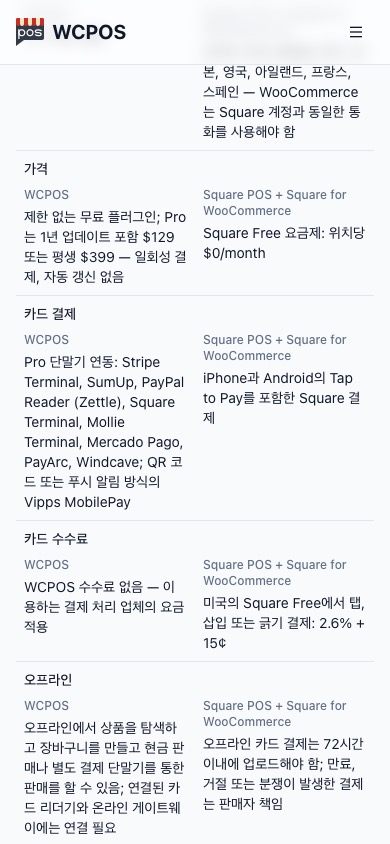 pos WCPOS
본, 영국, 아일랜드, 프랑스,
스페인 — WooCommerce
는 Square 계정과 동일한 통
화를 사용해야 함
가격
WCPOS
제한 없는 무료 플러그인; Pro
는 1년 업데이트 포함 $129
또는 평생 $399 — 일회성 결
제, 자동 갱신 없음
Square POS + Square for
WooCommerce
Square Free 요금제: 위치당
$0/month
카드 결제
WCPOS
Pro 단말기 연동: Stripe
Terminal, SumUp, PayPal
Reader (Zettle), Square
Terminal, Mollie
Terminal, Mercado Pago,
PayArc, Windcave; QR 코
드 또는 푸시 알림 방식의
Vipps MobilePay
Square POS + Square for
WooCommerce
iPhone과 Android의 Tap
to Pay를 포함한 Square 결
제
카드 수수료
WCPOS
WCPOS 수수료 없음 — 이
용하는 결제 처리 업체의 요금
적용
Square POS + Square for
WooCommerce
미국의 Square Free에서 탭,
삽입 또는 긁기 결제: 2.6% +
15¢
오프라인
WCPOS
오프라인에서 상품을 탐색하
고 장바구니를 만들고 현금 판
매나 별도 결제 단말기를 통한
판매를 할 수 있음; 연결된 카
드 리더기와 온라인 게이트웨
이에는 연결 필요
Square POS + Square for
WooCommerce
오프라인 카드 결제는 72시간
이내에 업로드해야 함; 만료,
거절 또는 분쟁이 발생한 결제
는 판매자 책임